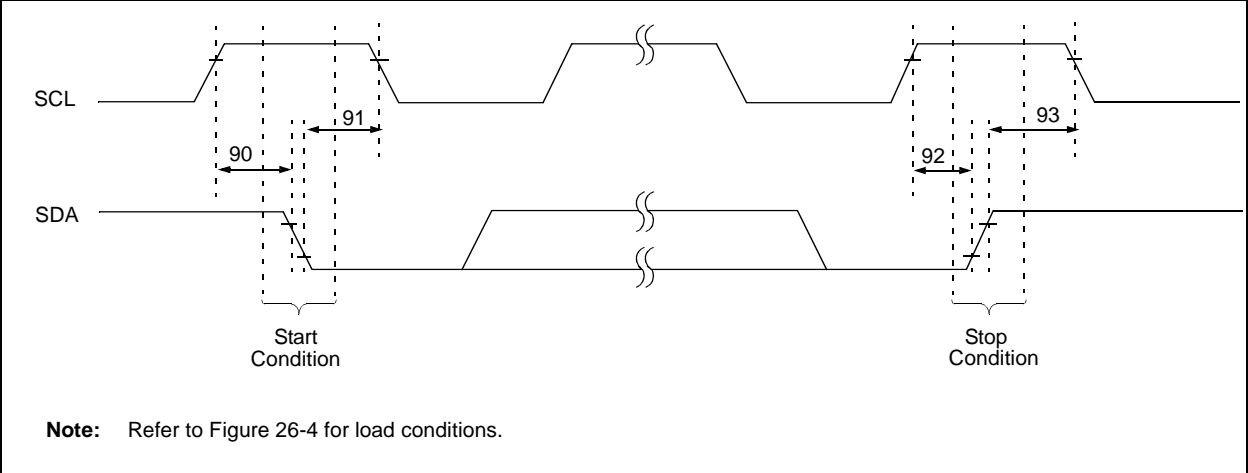 SCL
91
93
90
92
SDA
Start
Condition
Stop
Condition
Note: Refer to Figure 26-4 for load conditions.